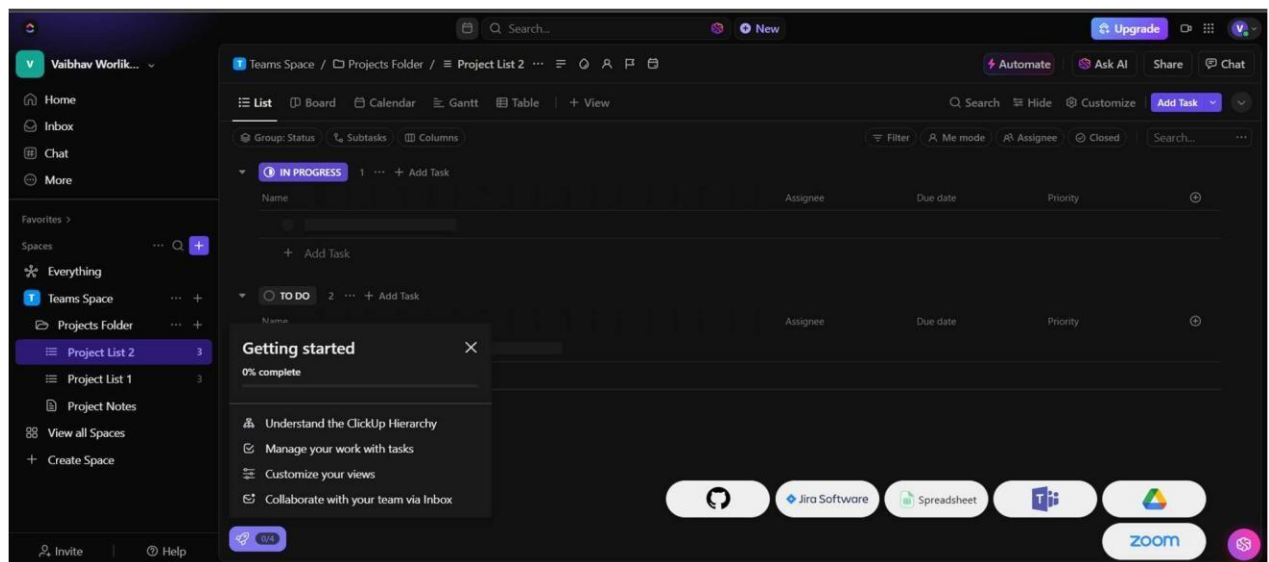 Search...
New
Upgrade
V
V Vaibhav Worlik...
Home
Inbox
Chat
More
Favorites >
Spaces ...
Everything
T Teams Space ... +
Projects Folder ... +
Project List 2 3
Project List 1 3
Project Notes
View all Spaces
+ Create Space
Invite
Help
T Teams Space / Projects Folder / Project List 2 ...
Automate Ask AI Share Chat
List Board Calendar Gantt Table + View
Search Hide Customize Add Task
Group: Status Subtasks Columns
Filter Me mode Assignee Closed Search... ...
IN PROGRESS 1 ... + Add Task
Name Assignee Due date Priority
+ Add Task
TO DO 2 ... + Add Task
Name Assignee Due date Priority
Getting started
0% complete
Understand the ClickUp Hierarchy
Manage your work with tasks
Customize your views
Collaborate with your team via Inbox
0/4
Jira Software Spreadsheet T
zoom